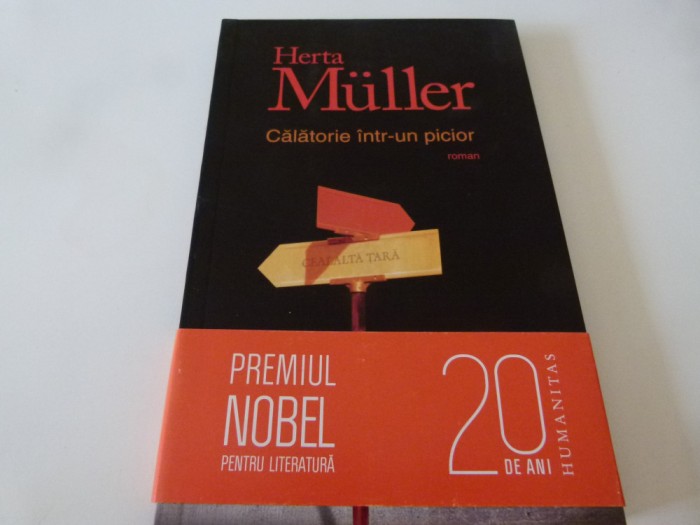 Herta
Müller
Călătorie într-un picior
roman
CEALALTĂ ȚARĂ
PREMIUL
NOBEL
PENTRU LITERATURĂ
20
DE ANI
HUMANITAS